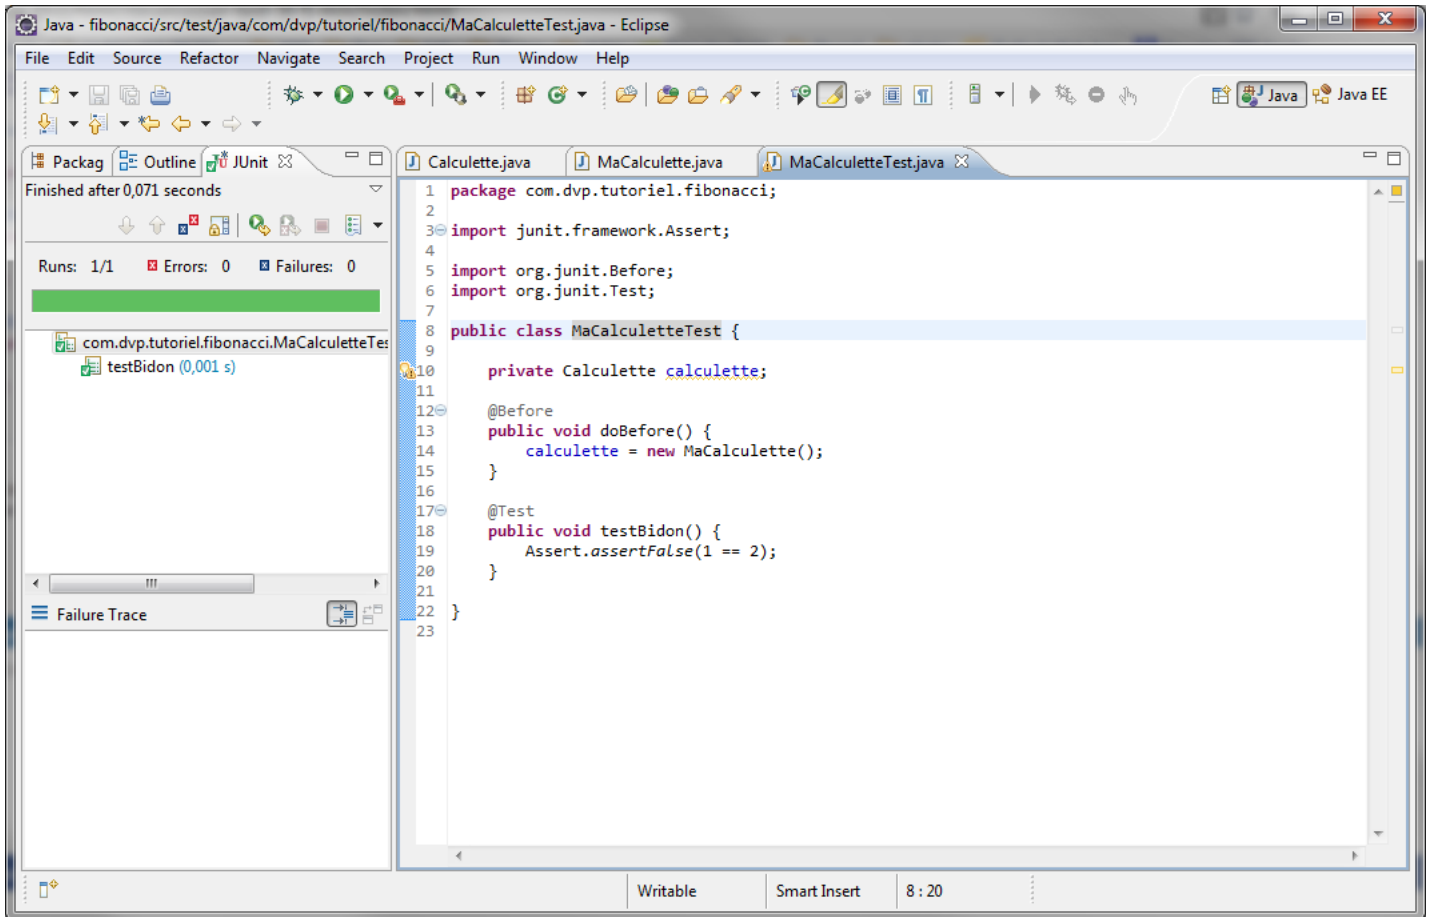 Java - fibonacci/src/test/java/com/dvp/tutoriel/fibonacci/MaCalculetteTest.java - Eclipse
File Edit Source Refactor Navigate Search Project Run Window Help
Java Java EE
Packag Outline JUnit
Calculette.java MaCalculette.java MaCalculetteTest.java
Finished after 0,071 seconds
Runs: 1/1 Errors: 0 Failures: 0
com.dvp.tutoriel.fibonacci.MaCalculetteTes
testBidon (0,001 s)
Failure Trace
1 package com.dvp.tutoriel.fibonacci;
2
3 import junit.framework.Assert;
4
5 import org.junit.Before;
6 import org.junit.Test;
7
8 public class MaCalculetteTest {
9
10 private Calculette calculette;
11
12 @Before
13 public void doBefore() {
14 calculette = new MaCalculette();
15 }
16
17 @Test
18 public void testBidon() {
19 Assert.assertFalse(1 == 2);
20 }
21
22 }
23
Writable Smart Insert 8 : 20